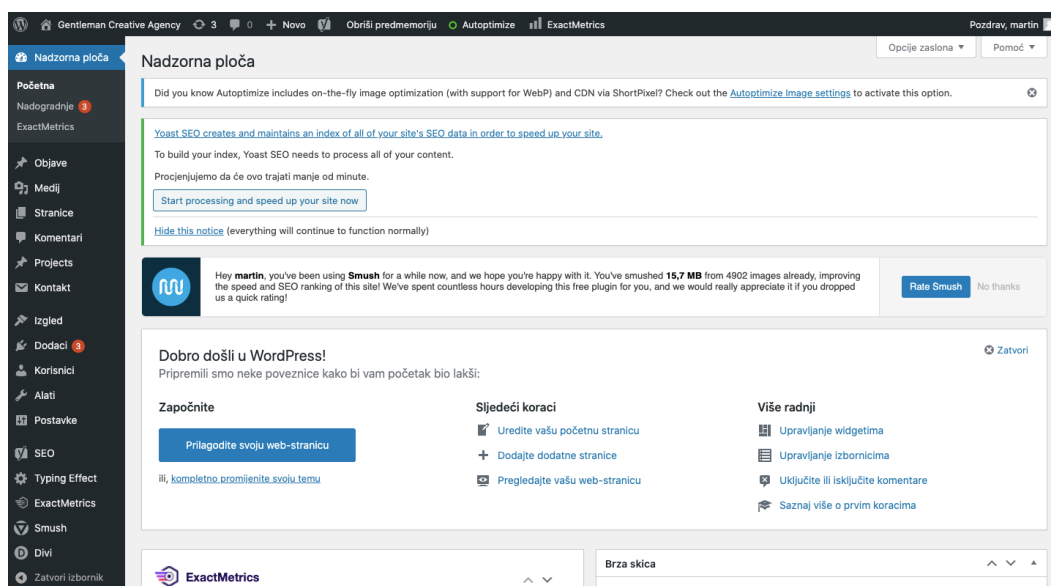 Gentleman Creative Agency 3 0 + Novo Obriši predmemoriju Autoptimize ExactMetrics Pozdrav, martin
Nadzorna ploča
Početna
Nadogradnje 3
ExactMetrics
Objave
Medij
Stranice
Komentari
Projects
Kontakt
Izgled
Dodaci 3
Korisnici
Alati
Postavke
SEO
Typing Effect
ExactMetrics
Smush
Divi
Zatvori izbornik
Opcije zaslona ▼ Pomoć ▼
Nadzorna ploča
Did you know Autoptimize includes on-the-fly image optimization (with support for WebP) and CDN via ShortPixel? Check out the Autoptimize Image settings to activate this option.
Yoast SEO creates and maintains an index of all of your site's SEO data in order to speed up your site.
To build your index, Yoast SEO needs to process all of your content.
Procjenjujemo da će ovo trajati manje od minute.
Start processing and speed up your site now
Hide this notice (everything will continue to function normally)
Hey martin, you've been using Smush for a while now, and we hope you're happy with it. You've smushed 15,7 MB from 4902 images already, improving
the speed and SEO ranking of this site! We've spent countless hours developing this free plugin for you, and we would really appreciate it if you dropped
us a quick rating!
Rate Smush No thanks
Dobro došli u WordPress!
Pripremili smo neke poveznice kako bi vam početak bio lakši:
Zatvori
Započnite
Prilagodite svoju web-stranicu
ili, kompletno promijenite svoju temu
Sljedeći koraci
Uredite vašu početnu stranicu
Dodajte dodatne stranice
Pregledajte vašu web-stranicu
Više radnji
Upravljanje widgetima
Upravljanje izbornicima
Uključite ili isključite komentare
Saznaj više o prvim koracima
ExactMetrics
Brza skica